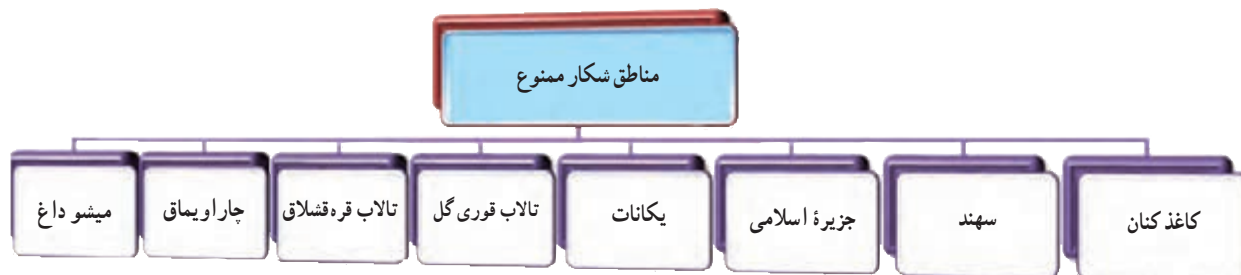 مناطق شکار ممنوع
کاغذ کنان
سهند
جزیرهٔ اسلامی
یکانات
تالاب قوری گل
تالاب قره قشلاق
چاراویماق
میشو داغ